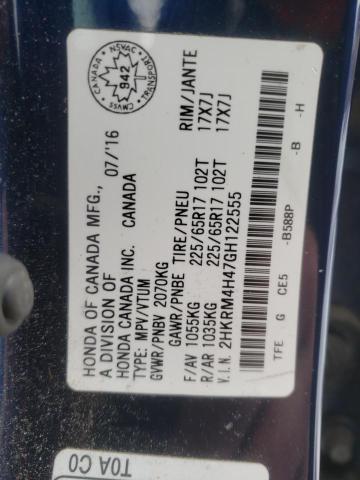 HONDA OF CANADA MFG., 07/'16
A DIVISION OF
HONDA CANADA INC. CANADA
TYPE: MPV/VTUM
GVWR/PNBV 2070KG
GAWR/PNBE TIRE/PNEU RIM/JANTE
F/AV 1055KG 225/65R17 102T 17X7J
R/AR 1035KG 225/65R17 102T 17X7J
V.I.N. 2HKRM4H47GH122555
TFE G CE5 -B588P -B -H
CANADA NSVAC TRANSPORT CMVSS
942
T0A C0